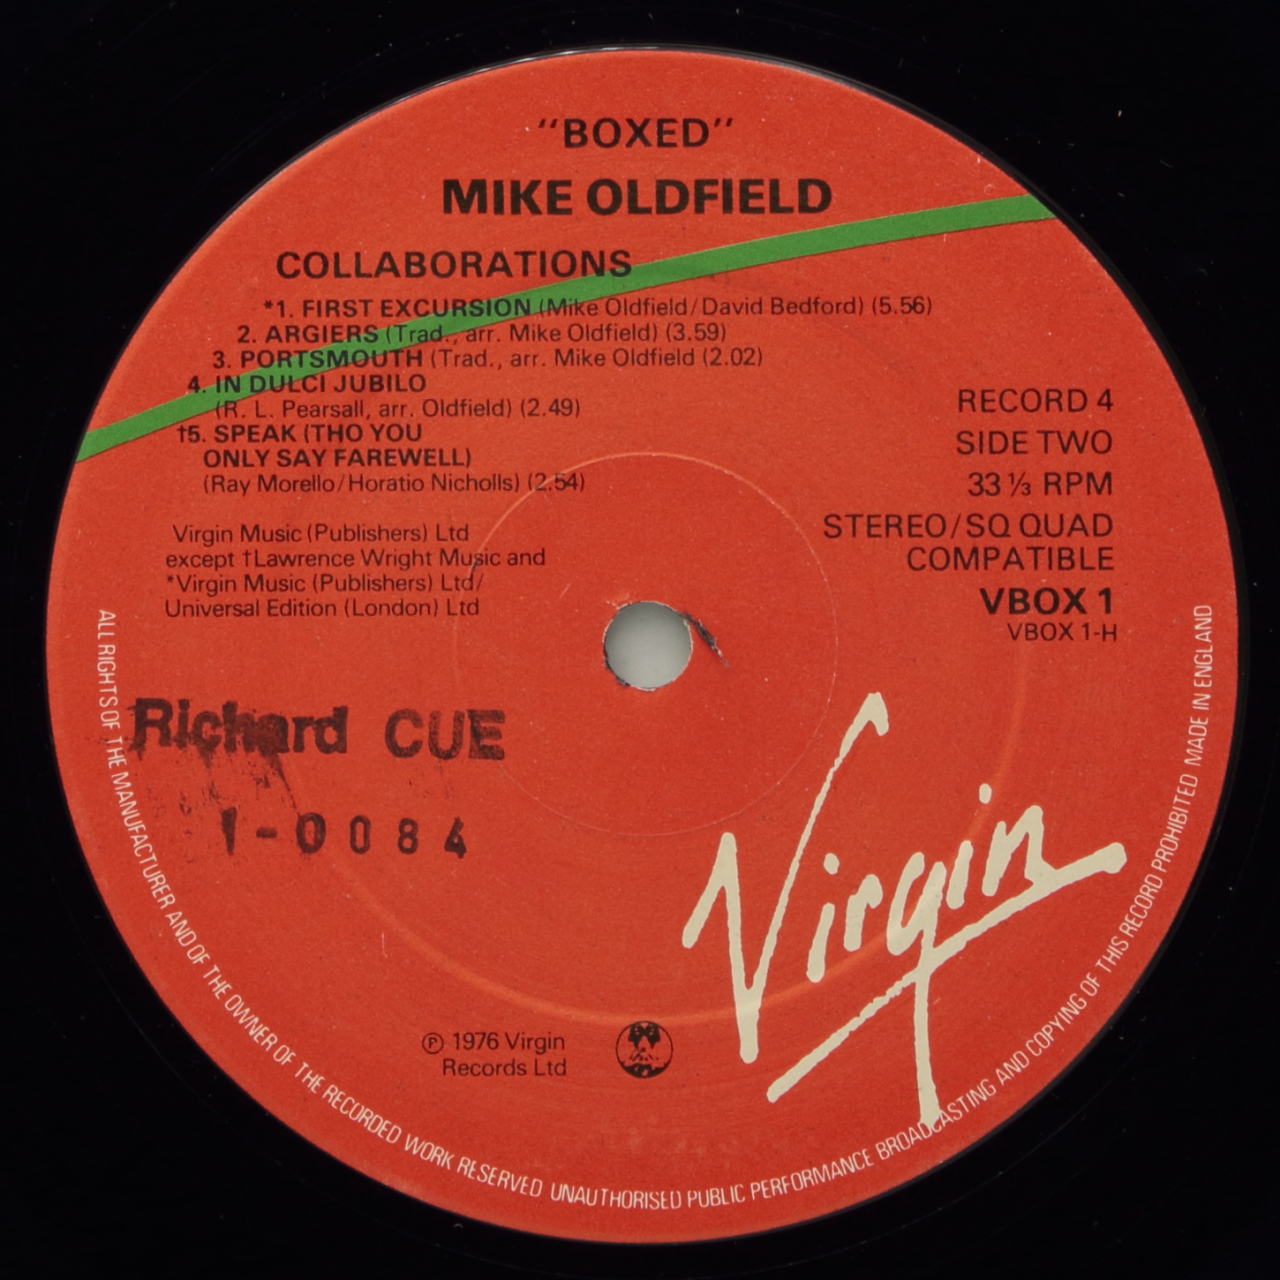 "BOXED"
MIKE OLDFIELD
COLLABORATIONS
*1. FIRST EXCURSION (Mike Oldfield/David Bedford) (5.56)
2. ARGIERS (Trad., arr. Mike Oldfield) (3.59)
3. PORTSMOUTH (Trad., arr. Mike Oldfield (2.02)
4. IN DULCI JUBILO
(R. L. Pearsall, arr. Oldfield) (2.49)
†5. SPEAK (THO YOU
ONLY SAY FAREWELL)
(Ray Morello/Horatio Nicholls) (2.54)
Virgin Music (Publishers) Ltd
except †Lawrence Wright Music and
*Virgin Music (Publishers) Ltd/
Universal Edition (London) Ltd
RECORD 4
SIDE TWO
33 ⅓ RPM
STEREO/SQ QUAD
COMPATIBLE
VBOX 1
VBOX 1-H
Richard CUE
1-0084
Virgin
℗ 1976 Virgin
Records Ltd
ALL RIGHTS OF THE MANUFACTURER AND OF THE OWNER OF THE RECORDED WORK RESERVED UNAUTHORISED PUBLIC PERFORMANCE BROADCASTING AND COPYING OF THIS RECORD PROHIBITED MADE IN ENGLAND